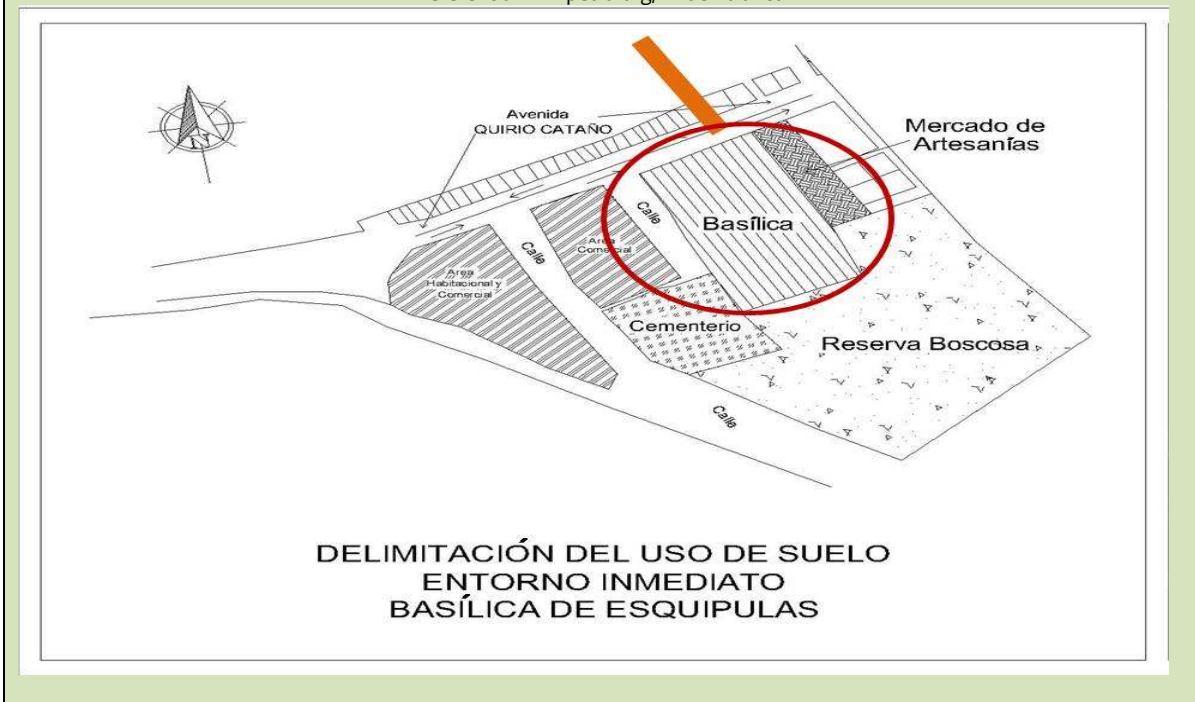 Avenida
QUIRIO CATAÑO
Mercado de
Artesanías
Calle
Basílica
Area
Comercial
Calle
Area
Habitacional y
Comercial
Cementerio
Reserva Boscosa
Calle
DELIMITACIÓN DEL USO DE SUELO
ENTORNO INMEDIATO
BASÍLICA DE ESQUIPULAS